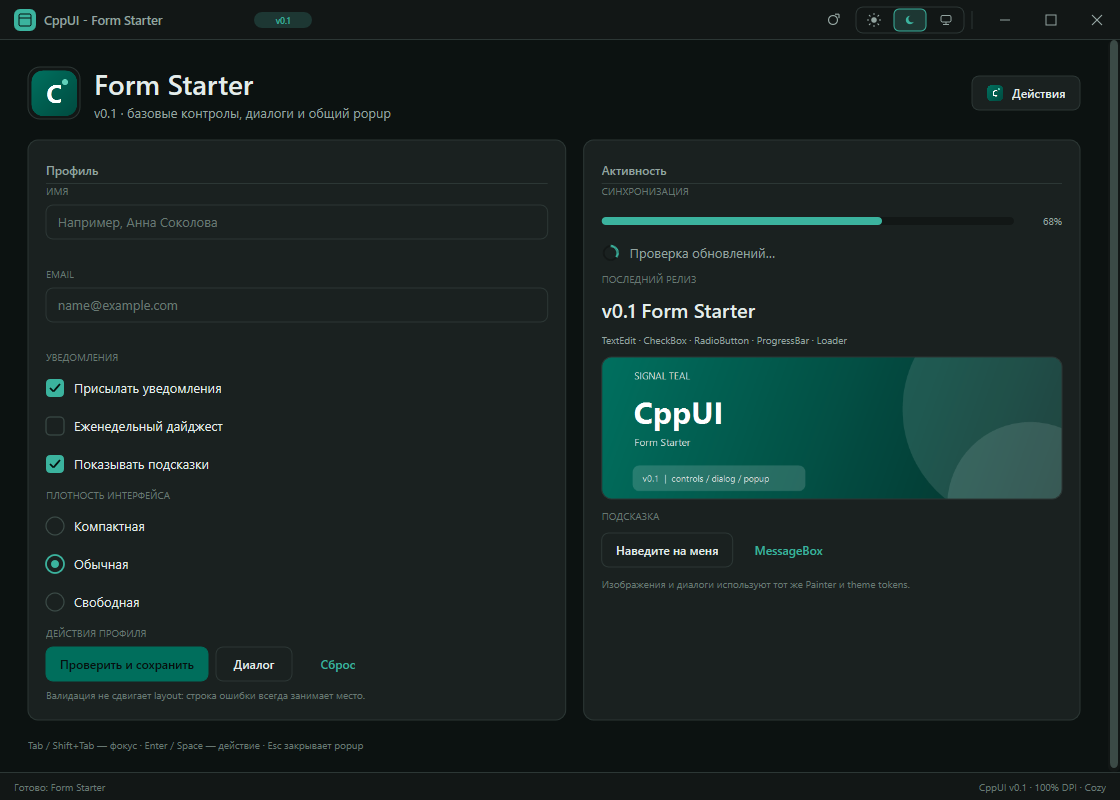 CppUI - Form Starter
v0.1
C
Form Starter
v0.1 · базовые контролы, диалоги и общий popup
C
Действия
Профиль
ИМЯ
Например, Анна Соколова
EMAIL
name@example.com
УВЕДОМЛЕНИЯ
Присылать уведомления
Еженедельный дайджест
Показывать подсказки
ПЛОТНОСТЬ ИНТЕРФЕЙСА
Компактная
Обычная
Свободная
ДЕЙСТВИЯ ПРОФИЛЯ
Проверить и сохранить
Диалог
Сброс
Валидация не сдвигает layout: строка ошибки всегда занимает место.
Активность
СИНХРОНИЗАЦИЯ
68%
Проверка обновлений...
ПОСЛЕДНИЙ РЕЛИЗ
v0.1 Form Starter
TextEdit · CheckBox · RadioButton · ProgressBar · Loader
SIGNAL TEAL
CppUI
Form Starter
v0.1 | controls / dialog / popup
ПОДСКАЗКА
Наведите на меня
MessageBox
Изображения и диалоги используют тот же Painter и theme tokens.
Tab / Shift+Tab — фокус · Enter / Space — действие · Esc закрывает popup
Готово: Form Starter
CppUI v0.1 · 100% DPI · Cozy